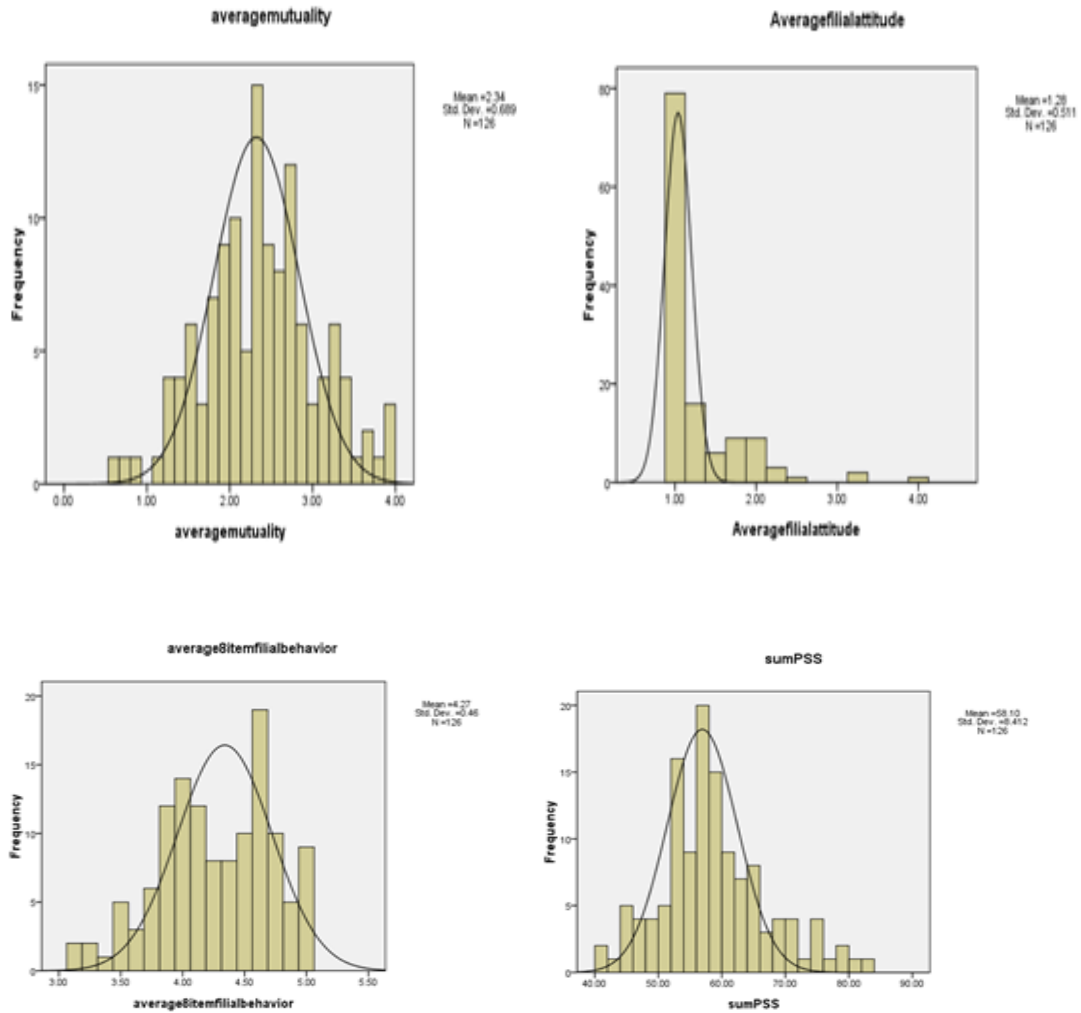 averagemutuality
Averagefilialattitude
Mean =2.34
Std. Dev. =0.689
N =126
Mean =1.28
Std. Dev. =0.511
N =126
15
10
5
0
Frequency
0.00 1.00 2.00 3.00 4.00
averagemutuality
80
60
40
20
0
Frequency
1.00 2.00 3.00 4.00
Averagefilialattitude
average8itemfilialbehavior
sumPSS
Mean =4.27
Std. Dev. =0.46
N =126
Mean =58.10
Std. Dev. =8.412
N =126
20
15
10
5
0
Frequency
3.00 3.50 4.00 4.50 5.00 5.50
average8itemfilialbehavior
20
15
10
5
0
Frequency
40.00 50.00 60.00 70.00 80.00 90.00
sumPSS